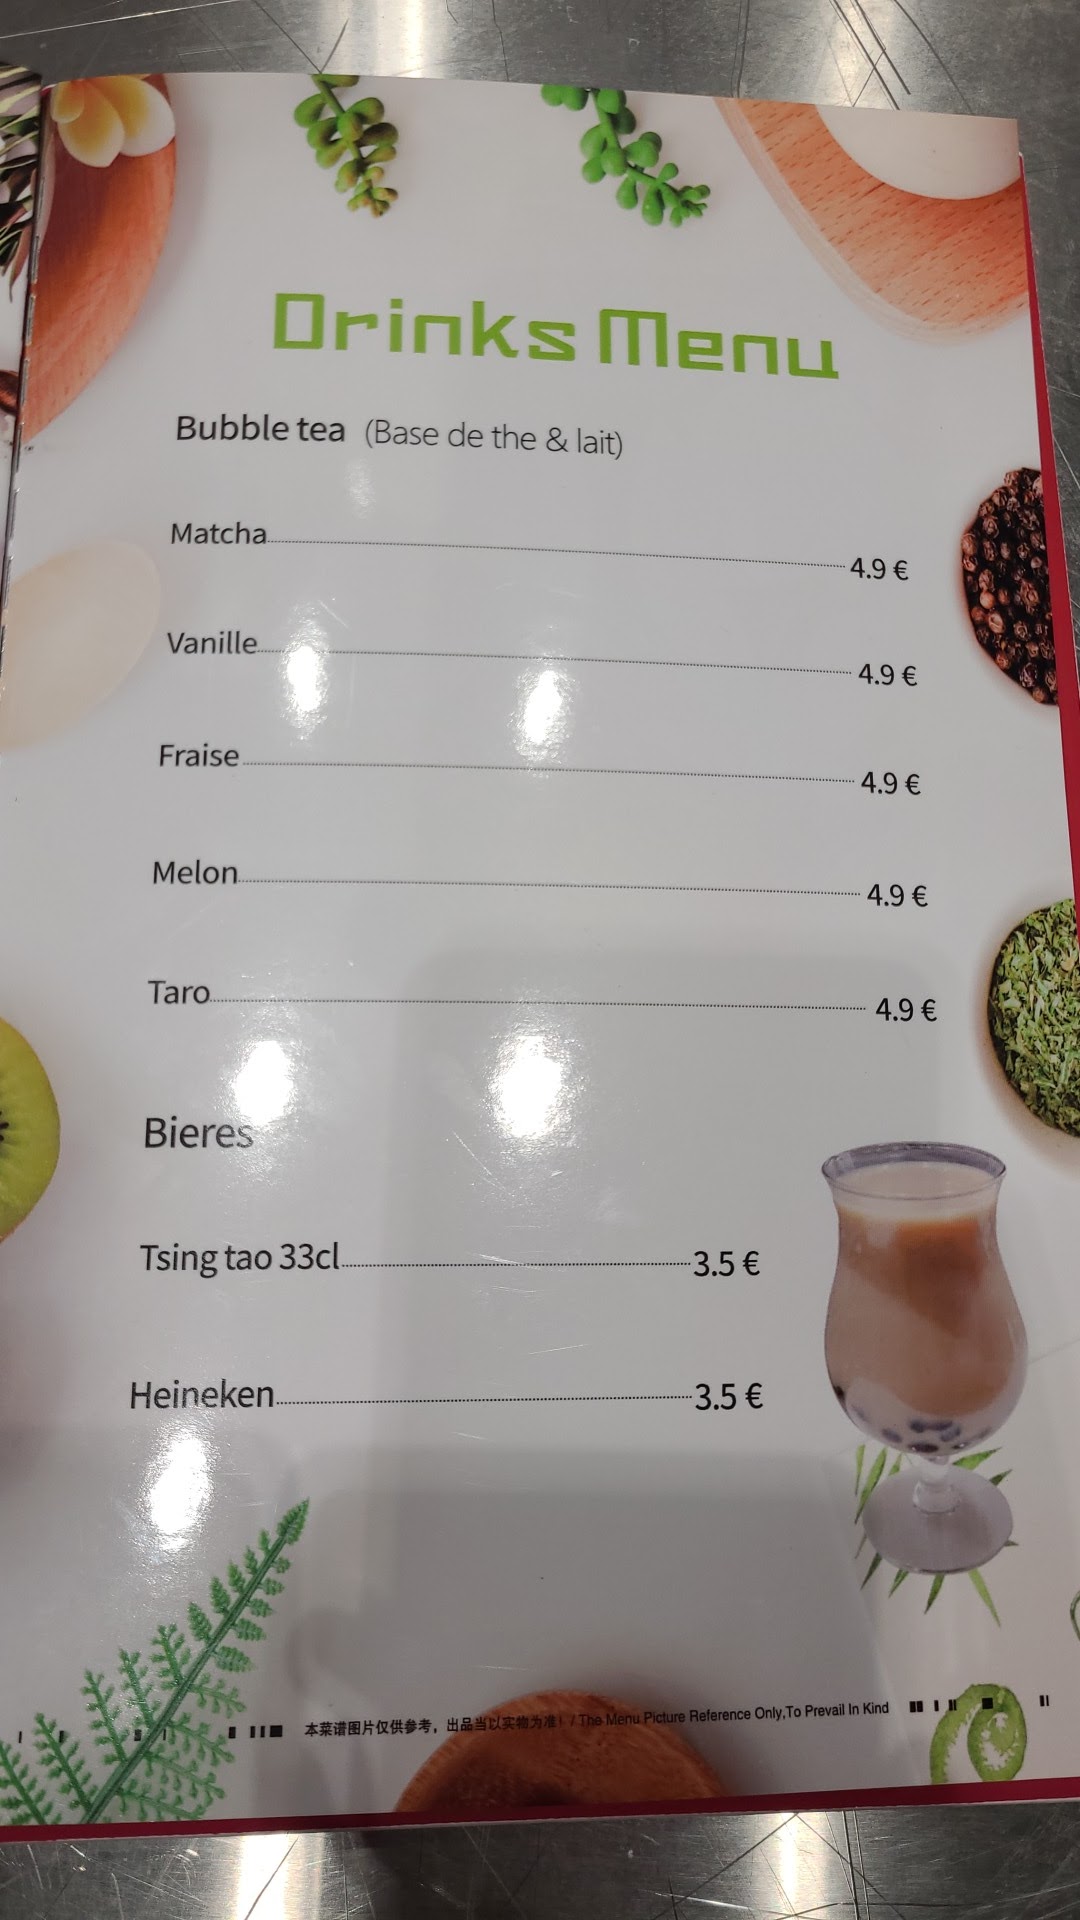 Drinks Menu
Bubble tea (Base de the & lait)
Matcha 4.9 €
Vanille 4.9 €
Fraise 4.9 €
Melon 4.9 €
Taro 4.9 €
Bieres
Tsing tao 33cl 3.5 €
Heineken 3.5 €
本菜谱图片仅供参考，出品当以实物为准！/ The Menu Picture Reference Only,To Prevail In Kind